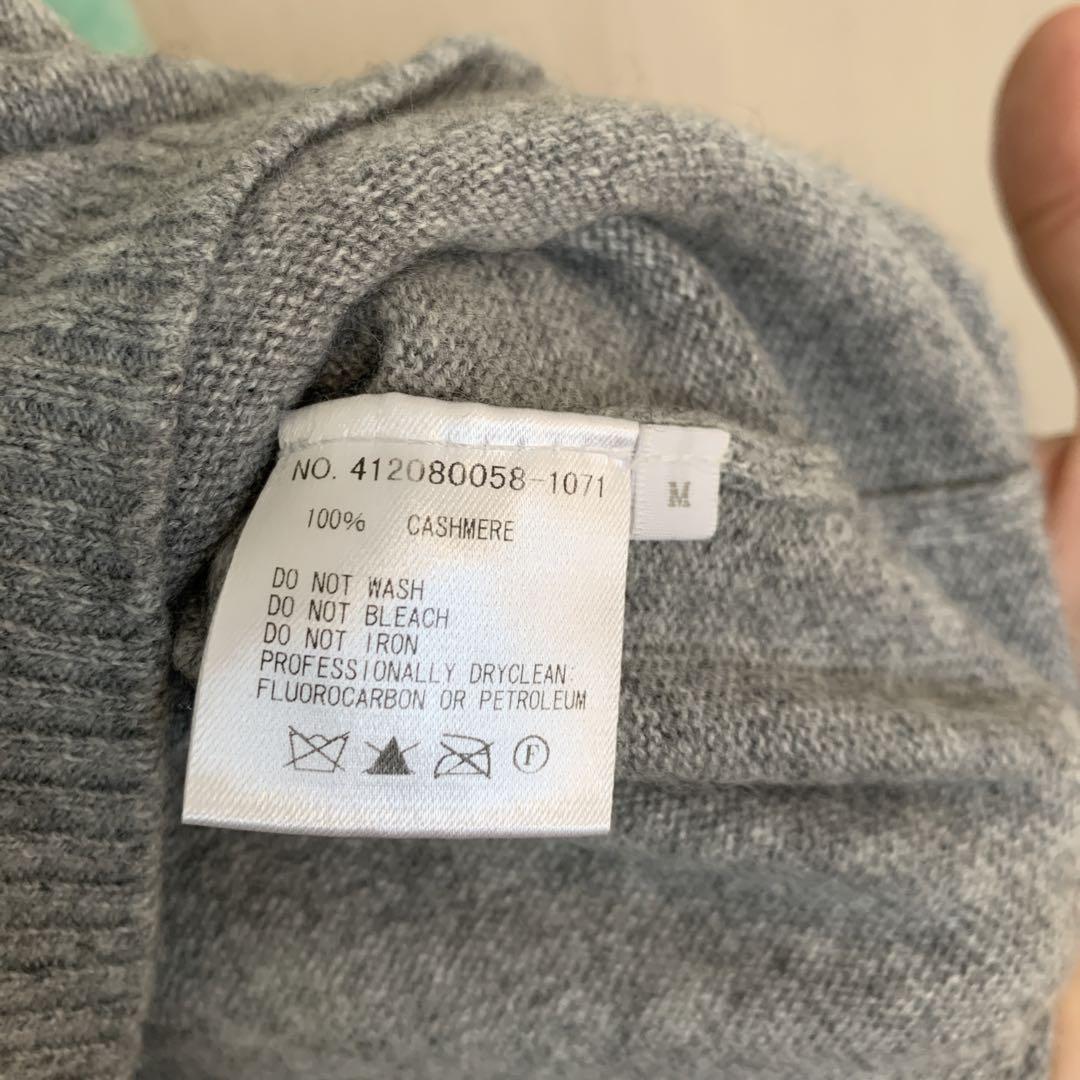 NO. 412080058-1071
M
100% CASHMERE
DO NOT WASH
DO NOT BLEACH
DO NOT IRON
PROFESSIONALLY DRYCLEAN:
FLUOROCARBON OR PETROLEUM
F